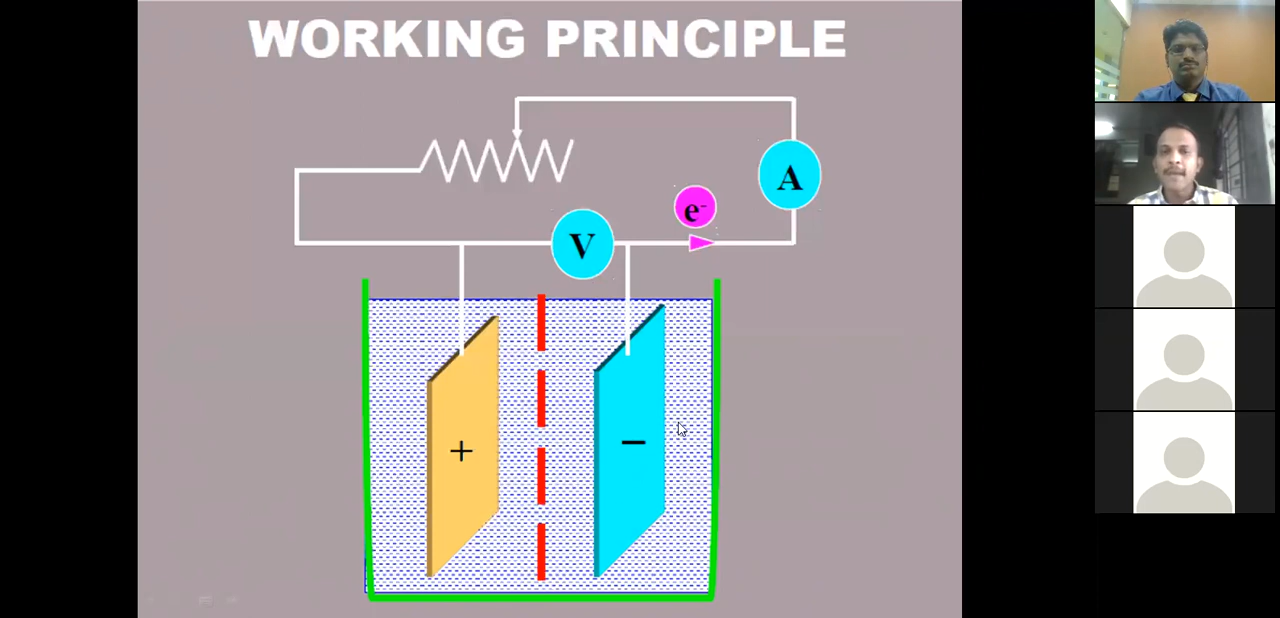 WORKING PRINCIPLE
A
e-
V
+
−